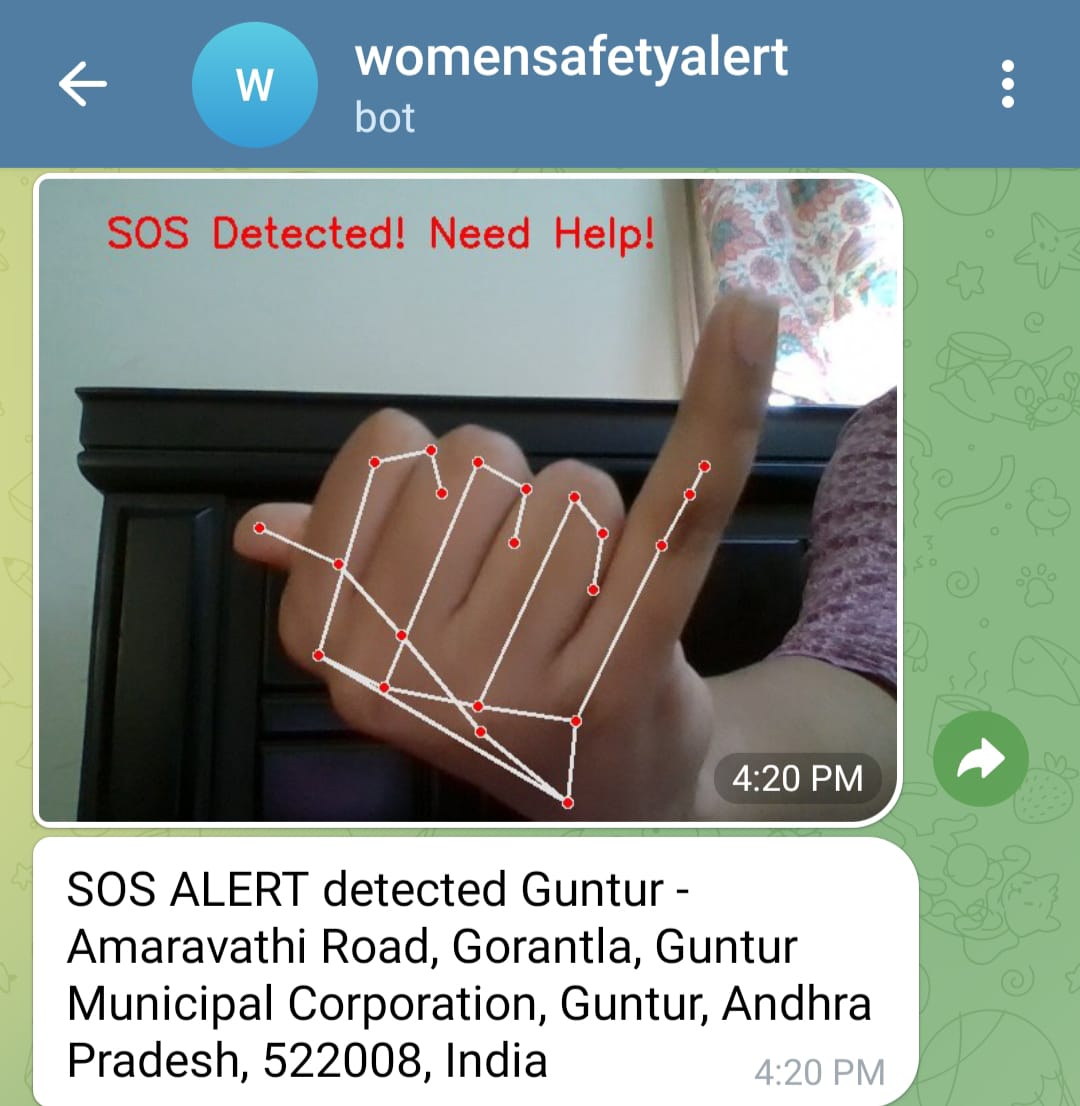 W
womensafetyalert
bot
SOS Detected! Need Help!
4:20 PM
SOS ALERT detected Guntur -
Amaravathi Road, Gorantla, Guntur
Municipal Corporation, Guntur, Andhra
Pradesh, 522008, India
4:20 PM